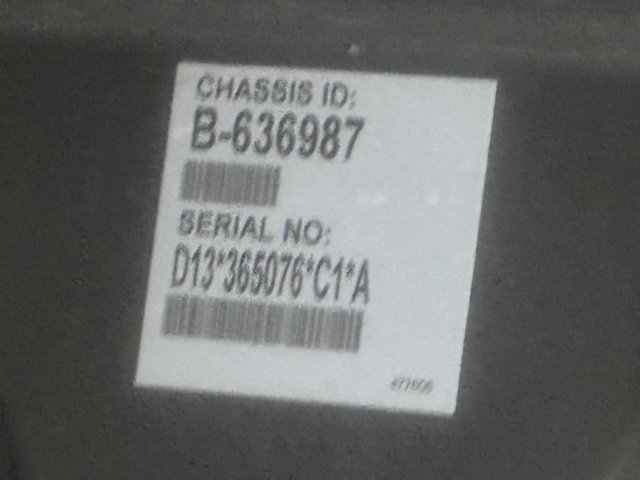 CHASSIS ID:
B-636987
SERIAL NO:
D13*365076*C1*A